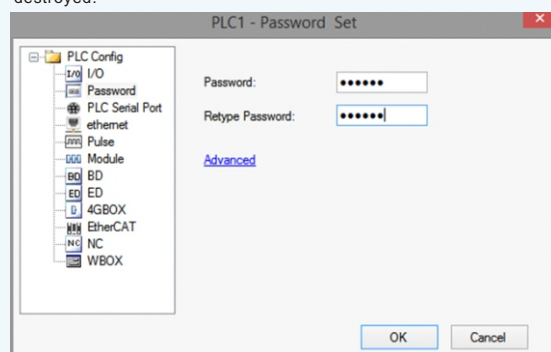 destroyed.
PLC1 - Password Set
PLC Config
I/O
Password
PLC Serial Port
ethernet
Pulse
Module
BD
ED
4GBOX
EtherCAT
NC
WBOX
Password:
••••••
Retype Password:
••••••
Advanced
OK
Cancel